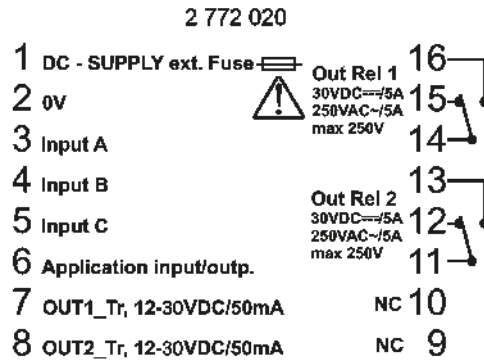 2 772 020
1 DC - SUPPLY ext. Fuse
2 0V
3 Input A
4 Input B
5 Input C
6 Application input/outp.
7 OUT1_Tr, 12-30VDC/50mA
8 OUT2_Tr, 12-30VDC/50mA
Out Rel 1
30VDC⎓/5A
250VAC~/5A
max 250V
16
15
14
Out Rel 2
30VDC⎓/5A
250VAC~/5A
max 250V
13
12
11
NC 10
NC 9